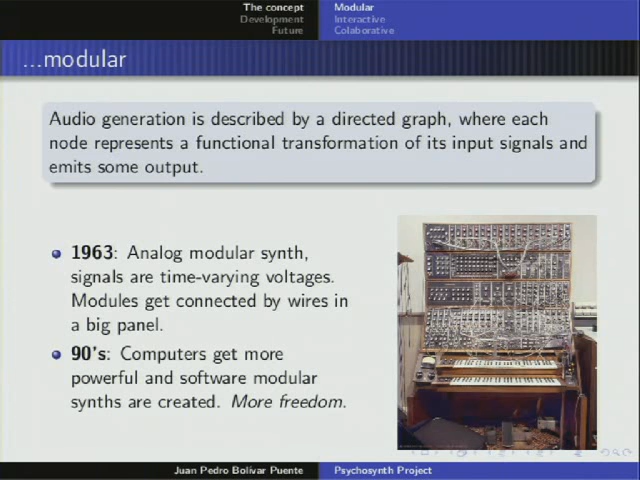 The concept
Development
Future
Modular
Interactive
Colaborative
...modular
Audio generation is described by a directed graph, where each
node represents a functional transformation of its input signals and
emits some output.
1963: Analog modular synth,
signals are time-varying voltages.
Modules get connected by wires in
a big panel.
90's: Computers get more
powerful and software modular
synths are created. More freedom.
Juan Pedro Bolívar Puente
Psychosynth Project